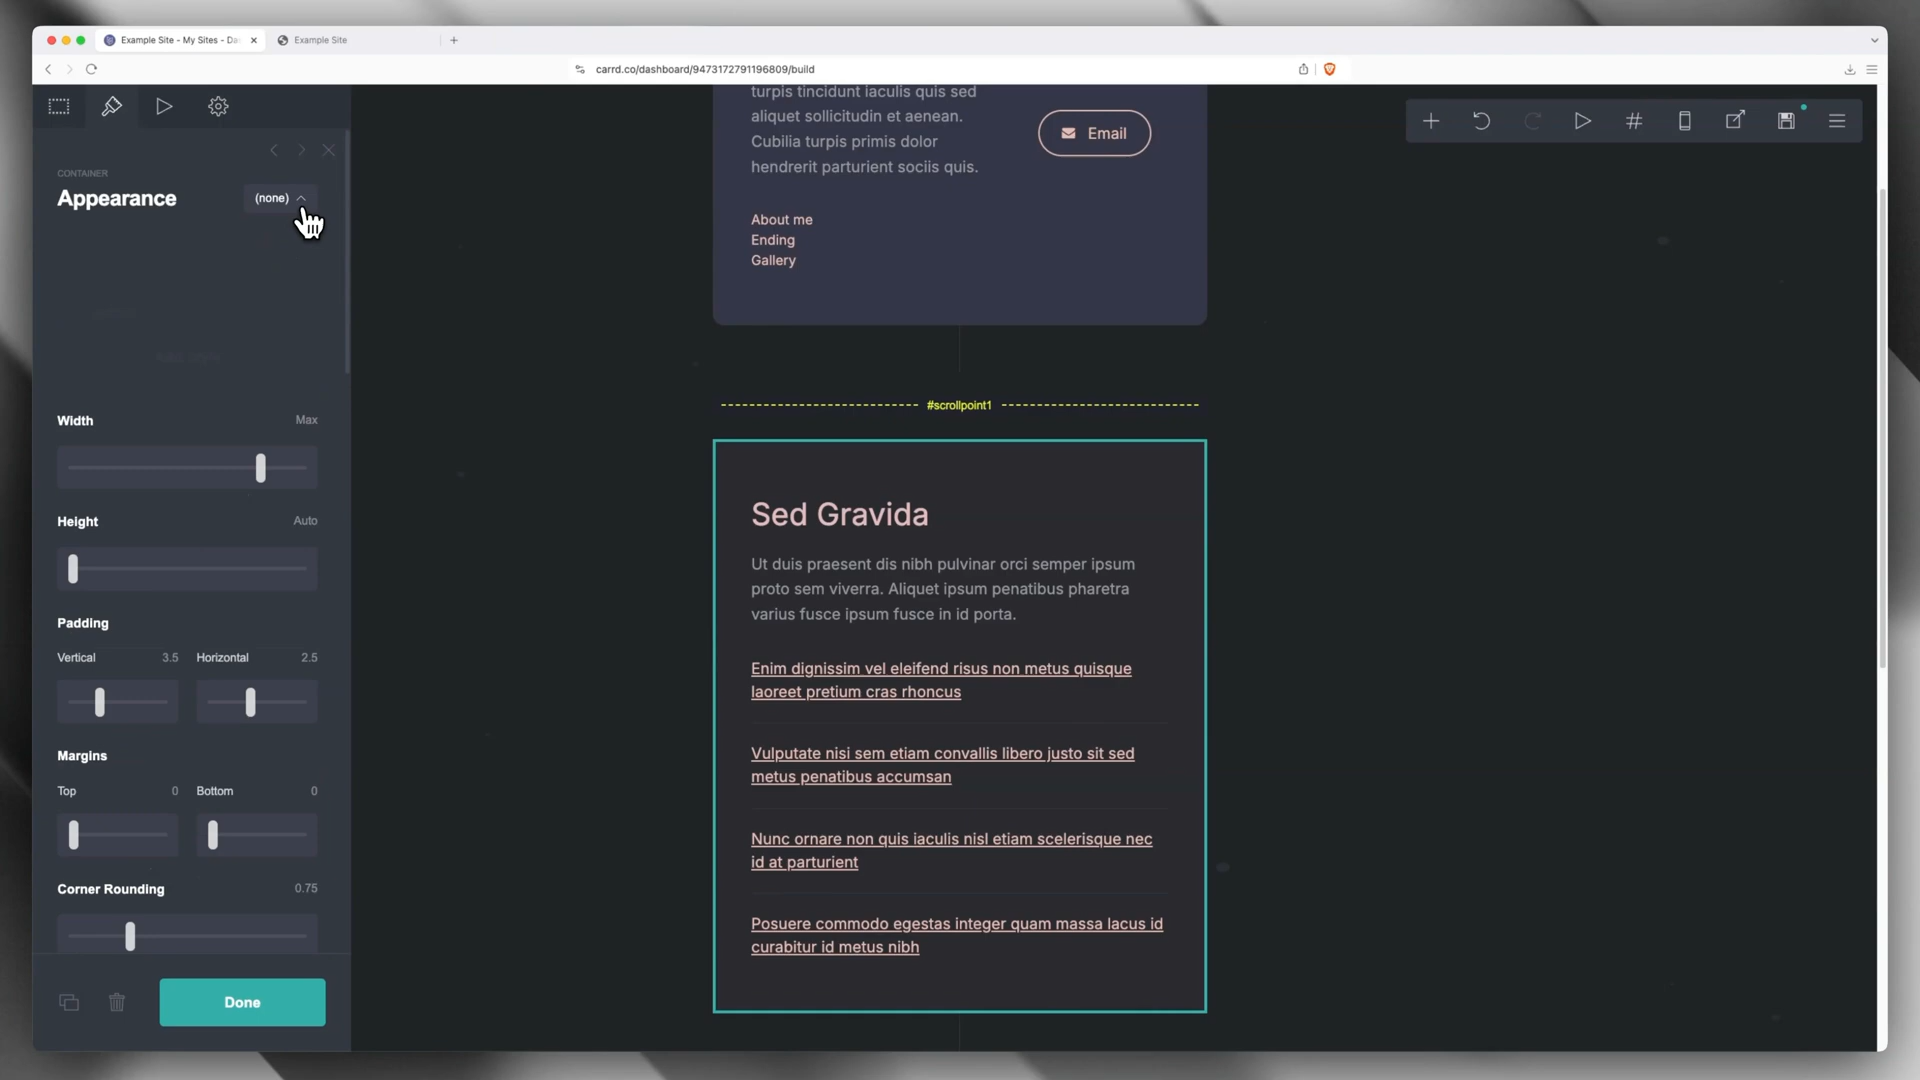 Example Site - My Sites - Da
Example Site
carrd.co/dashboard/9473172791196809/build
CONTAINER
Appearance
(none)
Width
Max
Height
Auto
Padding
Vertical
3.5
Horizontal
2.5
Margins
Top
0
Bottom
0
Corner Rounding
0.75
Done
turpis tincidunt iaculis quis sed
aliquet sollicitudin et aenean.
Cubilia turpis primis dolor
hendrerit parturient sociis quis.
Email
About me
Ending
Gallery
#scrollpoint1
Sed Gravida
Ut duis praesent dis nibh pulvinar orci semper ipsum
proto sem viverra. Aliquet ipsum penatibus pharetra
varius fusce ipsum fusce in id porta.
Enim dignissim vel eleifend risus non metus quisque
laoreet pretium cras rhoncus
Vulputate nisi sem etiam convallis libero justo sit sed
metus penatibus accumsan
Nunc ornare non quis iaculis nisl etiam scelerisque nec
id at parturient
Posuere commodo egestas integer quam massa lacus id
curabitur id metus nibh